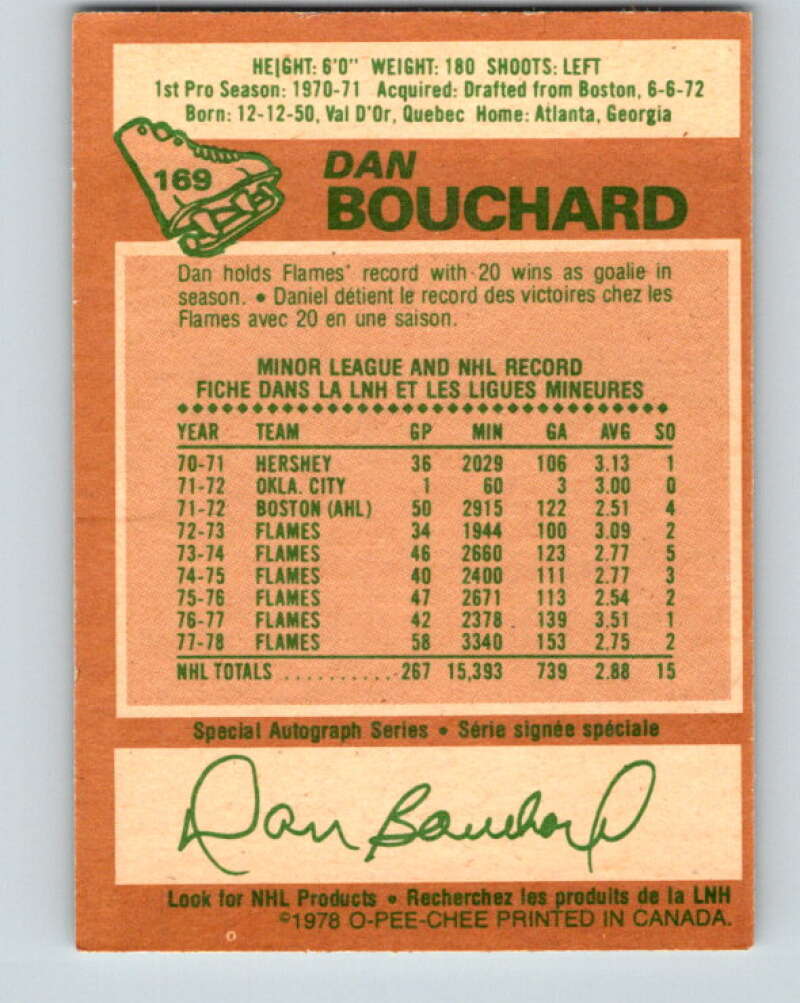 HEIGHT: 6'0" WEIGHT: 180 SHOOTS: LEFT
1st Pro Season: 1970-71 Acquired: Drafted from Boston, 6-6-72
Born: 12-12-50, Val D'Or, Quebec Home: Atlanta, Georgia
169
DAN
BOUCHARD
Dan holds Flames' record with 20 wins as goalie in
season. • Daniel détient le record des victoires chez les
Flames avec 20 en une saison.
MINOR LEAGUE AND NHL RECORD
FICHE DANS LA LNH ET LES LIGUES MINEURES
YEAR TEAM GP MIN GA AVG SO
70-71 HERSHEY 36 2029 106 3.13 1
71-72 OKLA. CITY 1 60 3 3.00 0
71-72 BOSTON (AHL) 50 2915 122 2.51 4
72-73 FLAMES 34 1944 100 3.09 2
73-74 FLAMES 46 2660 123 2.77 5
74-75 FLAMES 40 2400 111 2.77 3
75-76 FLAMES 47 2671 113 2.54 2
76-77 FLAMES 42 2378 139 3.51 1
77-78 FLAMES 58 3340 153 2.75 2
NHL TOTALS ........... 267 15,393 739 2.88 15
Special Autograph Series • Série signée spéciale
Dan Bouchard
Look for NHL Products • Recherchez les produits de la LNH
©1978 O-PEE-CHEE PRINTED IN CANADA.